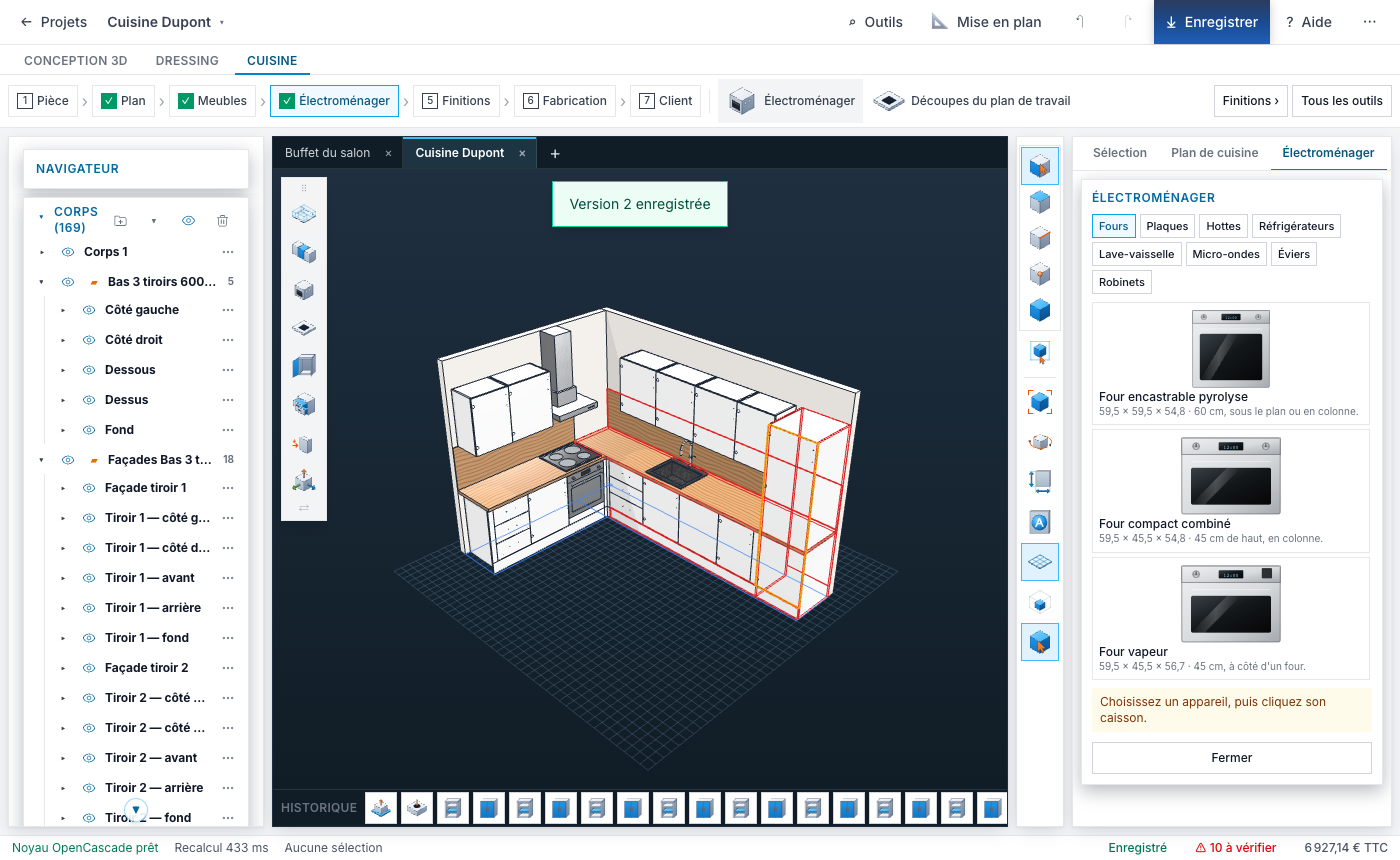 ← Projets
Cuisine Dupont
Outils
Mise en plan
Enregistrer
? Aide
CONCEPTION 3D
DRESSING
CUISINE
1 Pièce
Plan
Meubles
Électroménager
5 Finitions
6 Fabrication
7 Client
Électroménager
Découpes du plan de travail
Finitions ›
Tous les outils
NAVIGATEUR
CORPS
(169)
Corps 1
Bas 3 tiroirs 600... 5
Côté gauche
Côté droit
Dessous
Dessus
Fond
Façades Bas 3 t... 18
Façade tiroir 1
Tiroir 1 — côté g...
Tiroir 1 — côté d...
Tiroir 1 — avant
Tiroir 1 — arrière
Tiroir 1 — fond
Façade tiroir 2
Tiroir 2 — côté ...
Tiroir 2 — côté ...
Tiroir 2 — avant
Tiroir 2 — arrière
Tiroir 2 — fond
Buffet du salon ×
Cuisine Dupont ×
+
Version 2 enregistrée
HISTORIQUE
A
Sélection
Plan de cuisine
Électroménager
ÉLECTROMÉNAGER
Fours
Plaques
Hottes
Réfrigérateurs
Lave-vaisselle
Micro-ondes
Éviers
Robinets
Four encastrable pyrolyse
59,5 × 59,5 × 54,8 · 60 cm, sous le plan ou en colonne.
Four compact combiné
59,5 × 45,5 × 54,8 · 45 cm de haut, en colonne.
Four vapeur
59,5 × 45,5 × 56,7 · 45 cm, à côté d'un four.
Choisissez un appareil, puis cliquez son
caisson.
Fermer
Noyau OpenCascade prêt
Recalcul 433 ms
Aucune sélection
Enregistré
10 à vérifier
6 927,14 € TTC